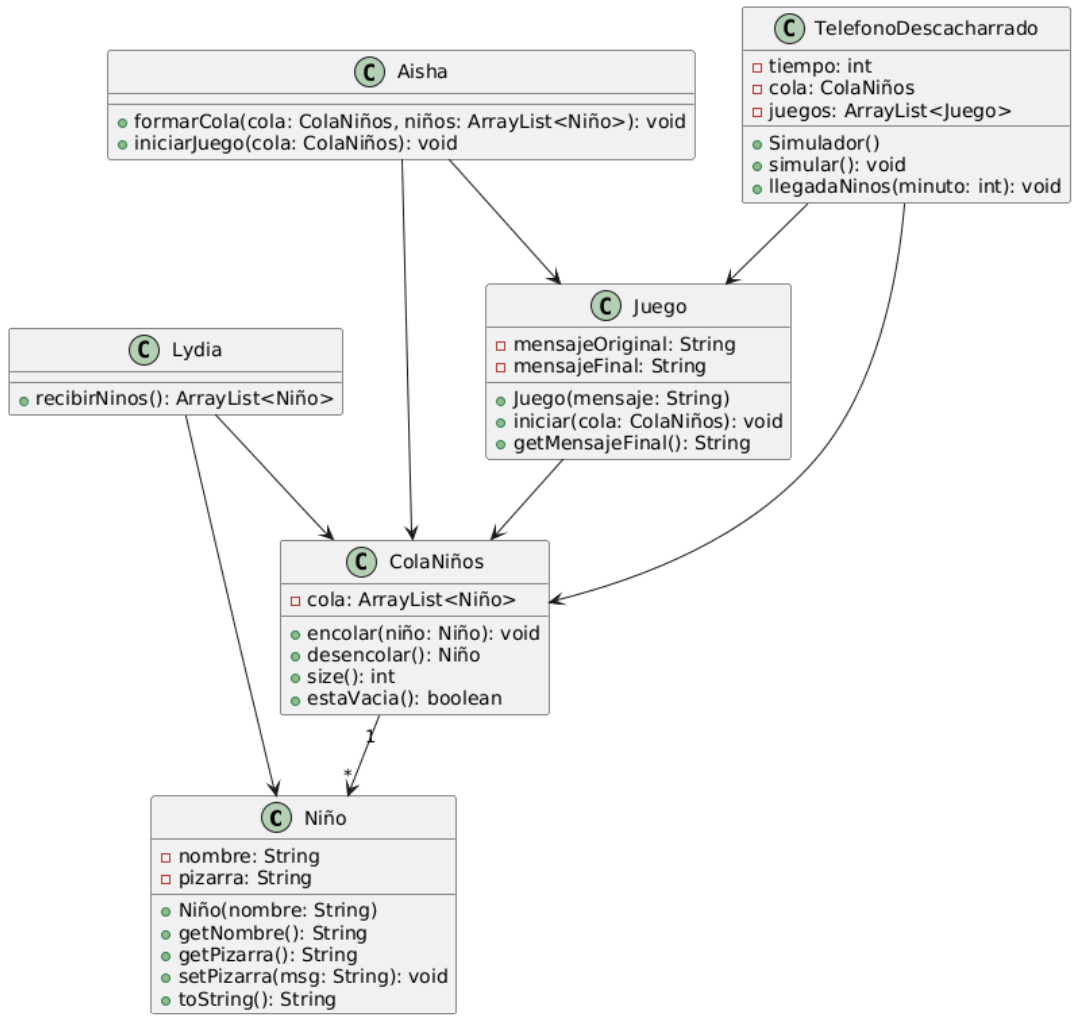 C TelefonoDescacharrado
tiempo: int
cola: ColaNiños
juegos: ArrayList<Juego>
Simulador()
simular(): void
llegadaNinos(minuto: int): void
C Aisha
formarCola(cola: ColaNiños, niños: ArrayList<Niño>): void
iniciarJuego(cola: ColaNiños): void
C Juego
mensajeOriginal: String
mensajeFinal: String
Juego(mensaje: String)
iniciar(cola: ColaNiños): void
getMensajeFinal(): String
C Lydia
recibirNinos(): ArrayList<Niño>
C ColaNiños
cola: ArrayList<Niño>
encolar(niño: Niño): void
desencolar(): Niño
size(): int
estaVacia(): boolean
1
*
C Niño
nombre: String
pizarra: String
Niño(nombre: String)
getNombre(): String
getPizarra(): String
setPizarra(msg: String): void
toString(): String